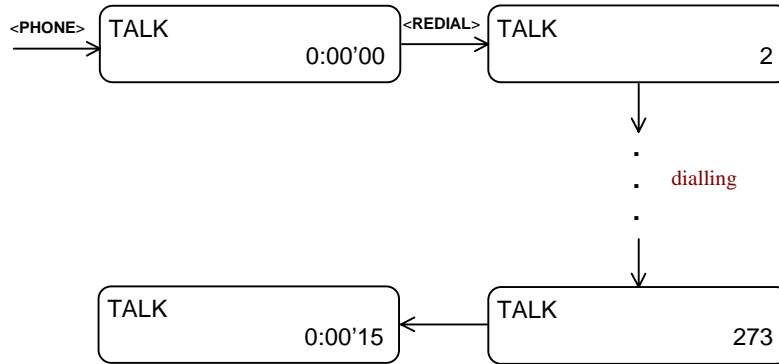 <PHONE>
TALK
0:00'00
<REDIAL>
TALK
2
dialling
TALK
273
TALK
0:00'15